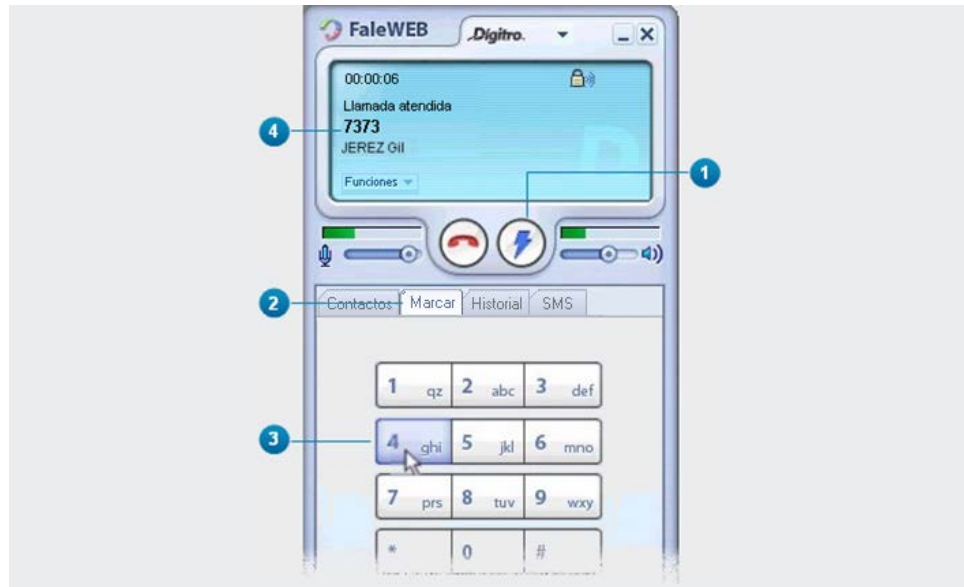 FaleWEB
.Dígitro.
00:00:06
Llamada atendida
4
7373
JEREZ Gil
1
Funciones
2
Contactos Marcar Historial SMS
1 qz 2 abc 3 def
3
4 ghi 5 jkl 6 mno
7 prs 8 tuv 9 wxy
* 0 #